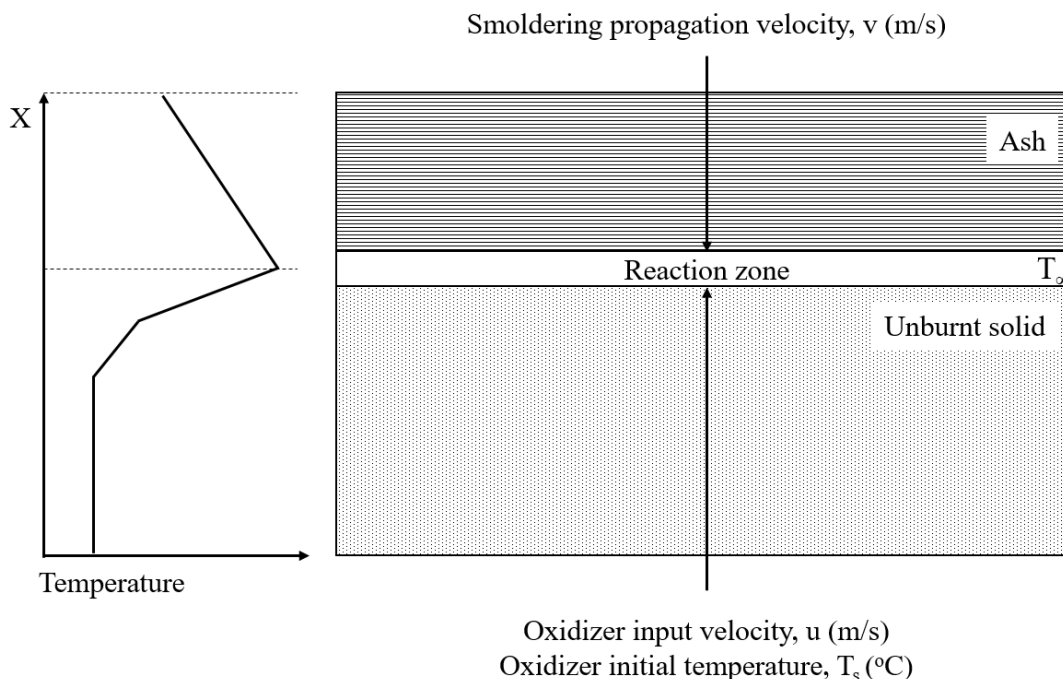 Smoldering propagation velocity, v (m/s)
X
Ash
Reaction zone
T∞
Unburnt solid
Temperature
Oxidizer input velocity, u (m/s)
Oxidizer initial temperature, Tₛ (°C)